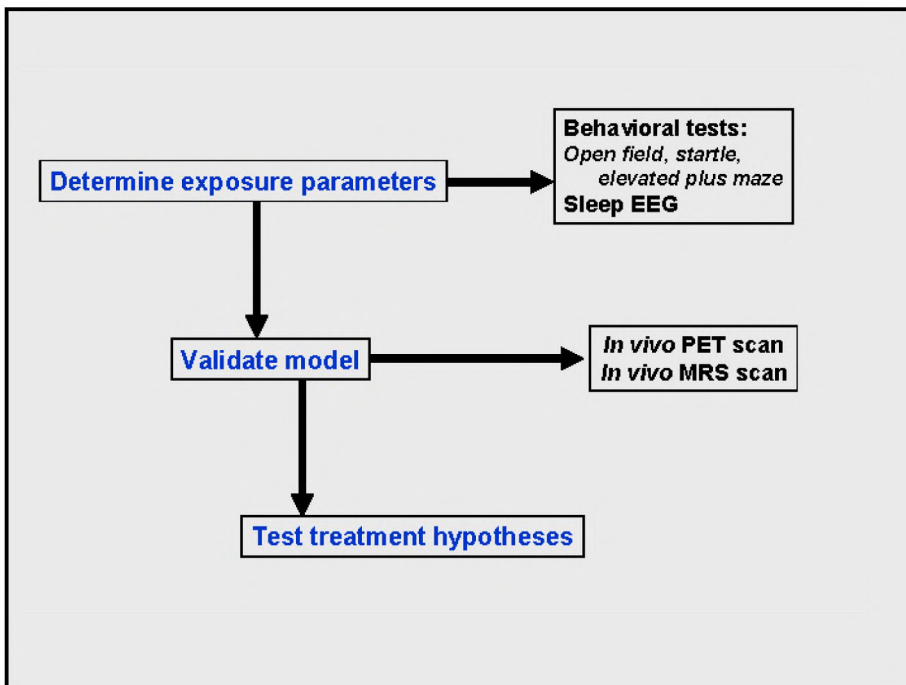 Behavioral tests:
Open field, startle,
elevated plus maze
Sleep EEG
Determine exposure parameters
Validate model
In vivo PET scan
In vivo MRS scan
Test treatment hypotheses